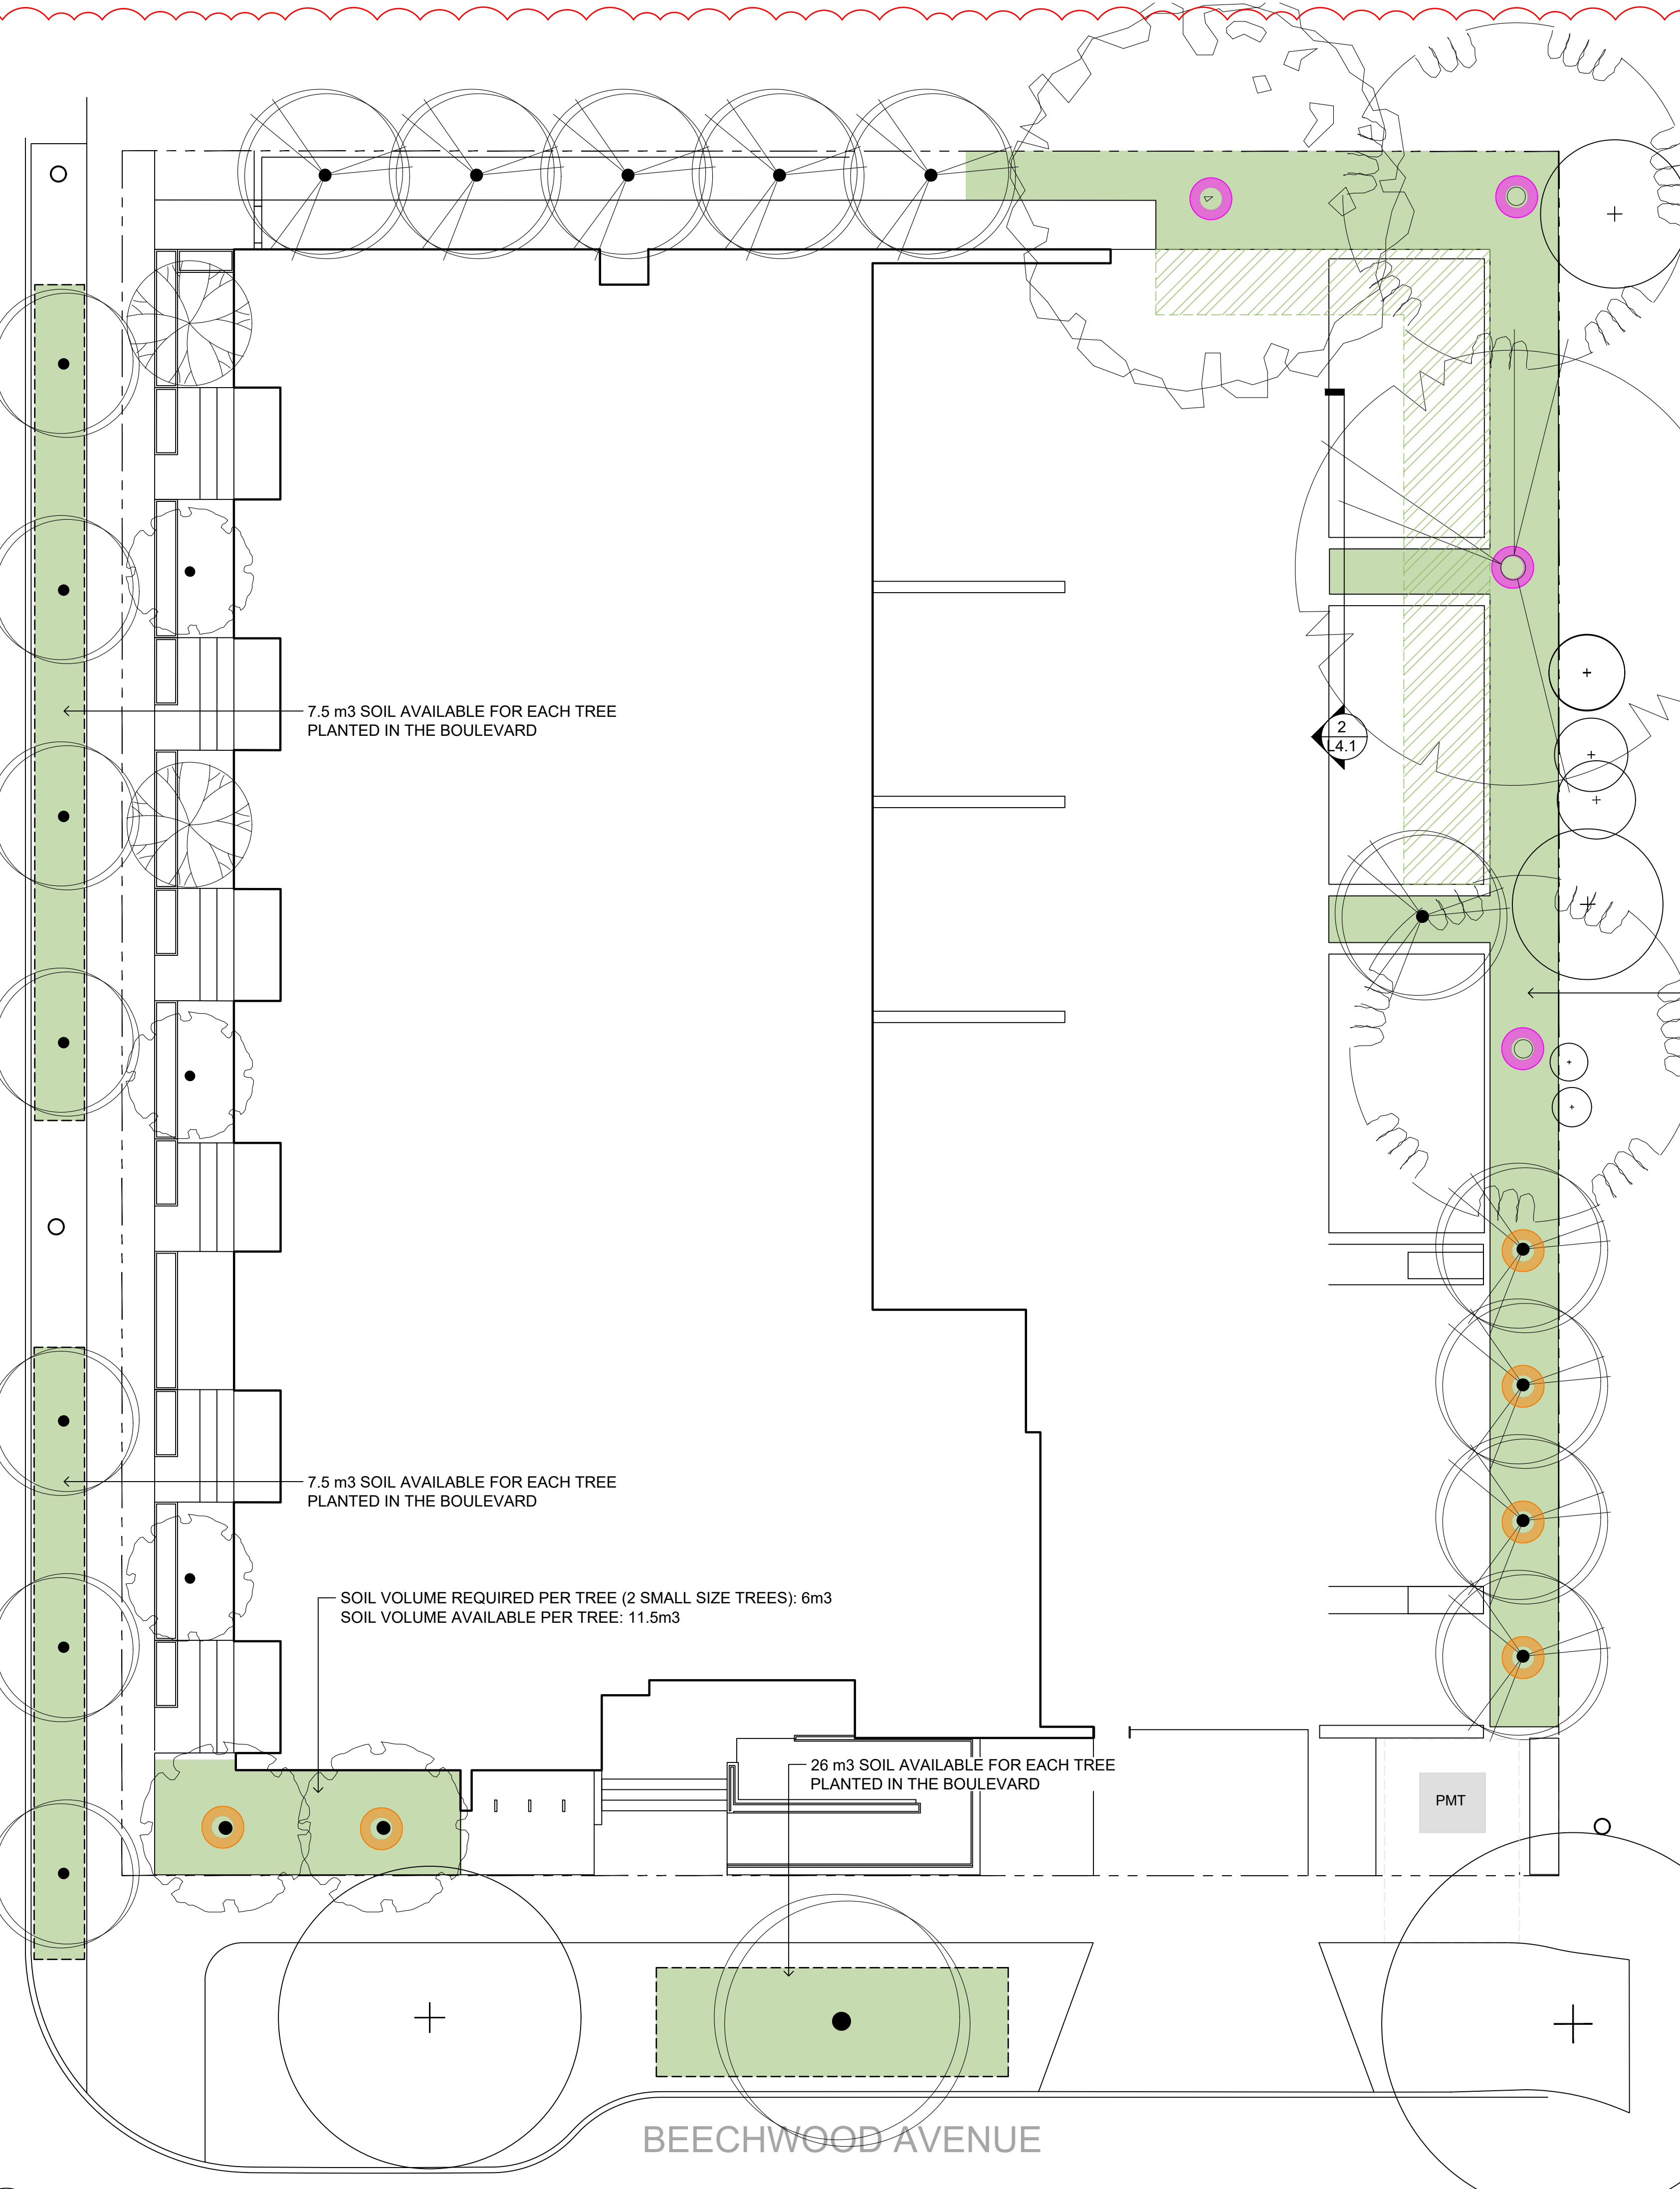 7.5 m3 SOIL AVAILABLE FOR EACH TREE
PLANTED IN THE BOULEVARD
2
L4.1
7.5 m3 SOIL AVAILABLE FOR EACH TREE
PLANTED IN THE BOULEVARD
SOIL VOLUME REQUIRED PER TREE (2 SMALL SIZE TREES): 6m3
SOIL VOLUME AVAILABLE PER TREE: 11.5m3
26 m3 SOIL AVAILABLE FOR EACH TREE
PLANTED IN THE BOULEVARD
PMT
BEECHWOOD AVENUE